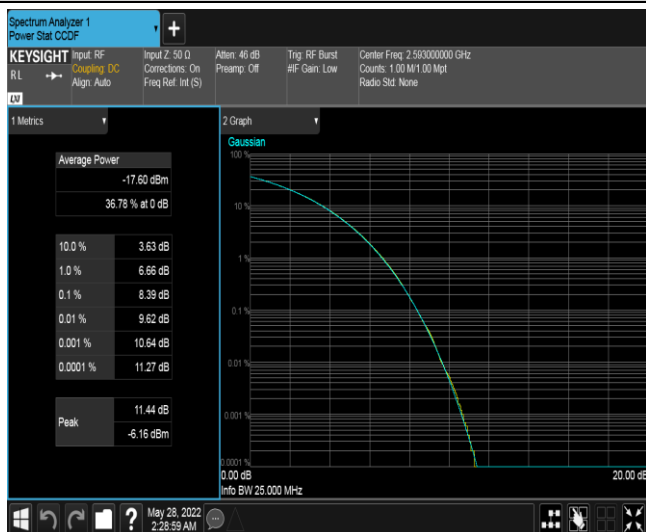 Spectrum Analyzer 1
Power Stat CCDF
+
KEYSIGHT
RL
Input: RF
Coupling: DC
Align: Auto
Input Z: 50 Ω
Corrections: On
Freq Ref: Int (S)
Atten: 46 dB
Preamp: Off
Trig: RF Burst
#IF Gain: Low
Center Freq: 2.593000000 GHz
Counts: 1.00 M/1.00 Mpt
Radio Std: None
1 Metrics
Average Power
-17.60 dBm
36.78 % at 0 dB
10.0 % 3.63 dB
1.0 % 6.66 dB
0.1 % 8.39 dB
0.01 % 9.62 dB
0.001 % 10.64 dB
0.0001 % 11.27 dB
Peak
11.44 dB
-6.16 dBm
2 Graph
Gaussian
100 %
10 %
1 %
0.1 %
0.01 %
0.001 %
0.0001 %
0.00 dB 20.00 dB
Info BW 25.000 MHz
?
May 28, 2022
2:28:59 AM